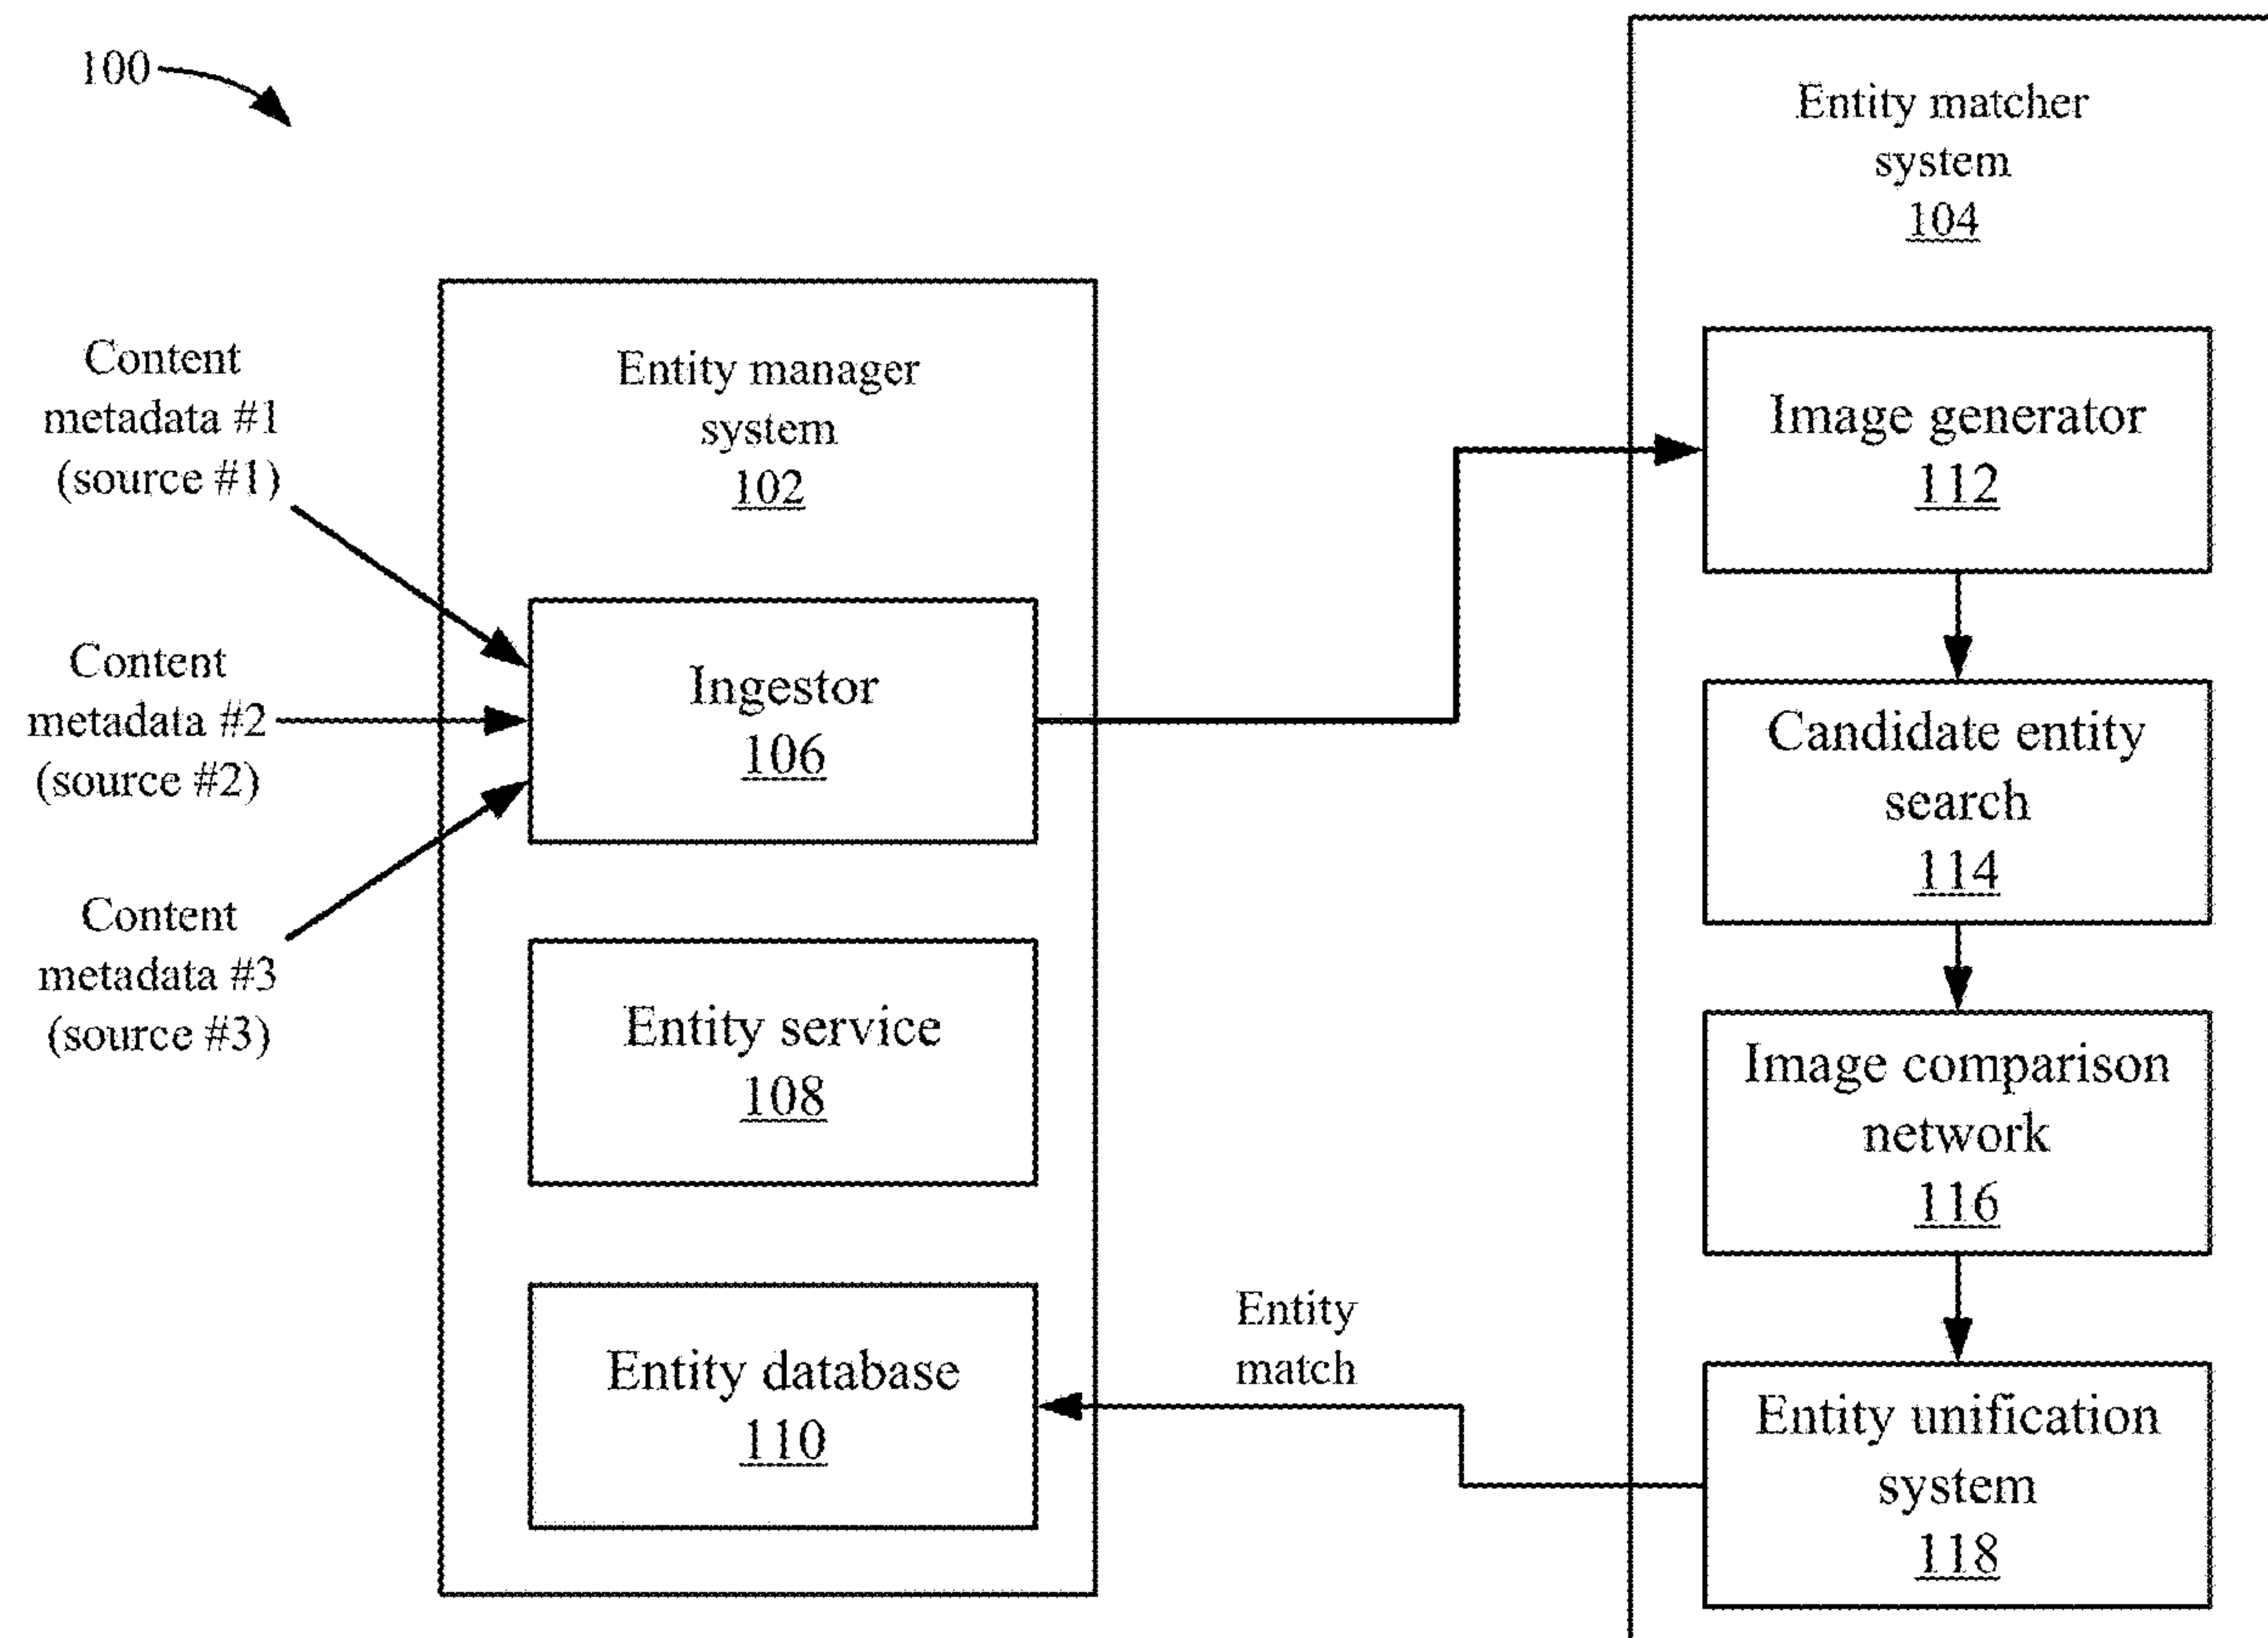 100
Entity matcher
system
104
Entity manager
system
102
Content
metadata #1
(source #1)
Content
metadata #2
(source #2)
Content
metadata #3
(source #3)
Ingestor
106
Entity service
108
Entity database
110
Entity
match
Image generator
112
Candidate entity
search
114
Image comparison
network
116
Entity unification
system
118